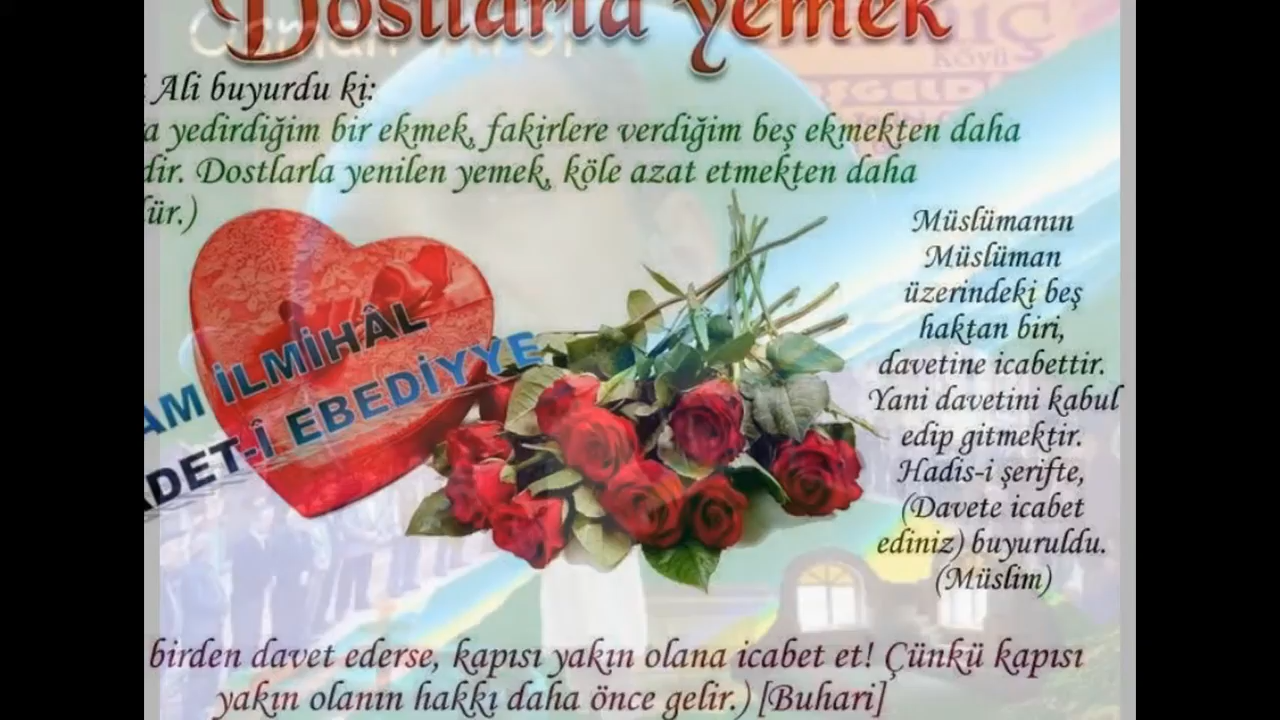 Dostlarla yemek
Ali buyurdu ki:
yedirdiğim bir ekmek, fakirlere verdiğim beş ekmekten daha
dir. Dostlarla yenilen yemek, köle azat etmekten daha
ür.)
Müslümanın
Müslüman
üzerindeki beş
haktan biri,
davetine icabettir.
Yani davetini kabul
edip gitmektir.
Hadis-i şerifte,
(Davete icabet
ediniz) buyuruldu.
(Müslim)
AM İLMİHÂL
ADET-İ EBEDİYYE
birden davet ederse, kapısı yakın olana icabet et! Çünkü kapısı
yakın olanın hakkı daha önce gelir.) [Buhari]